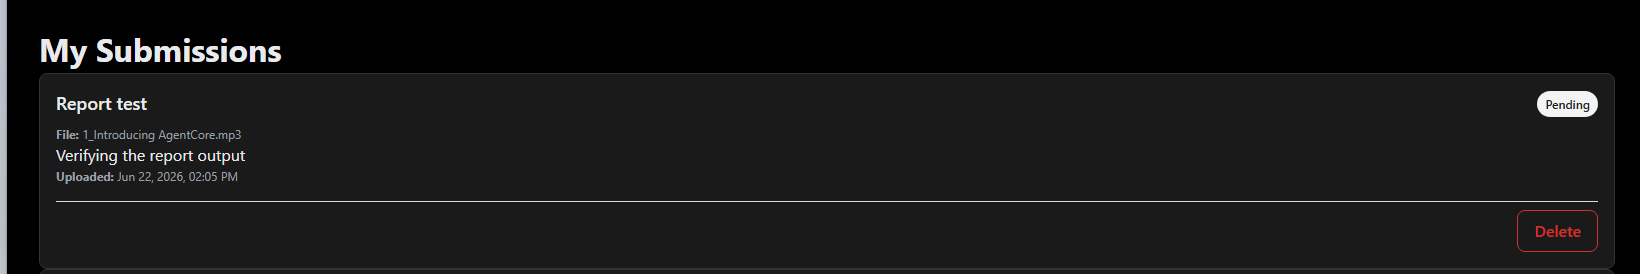 My Submissions
Report test
Pending
File: 1_Introducing AgentCore.mp3
Verifying the report output
Uploaded: Jun 22, 2026, 02:05 PM
Delete